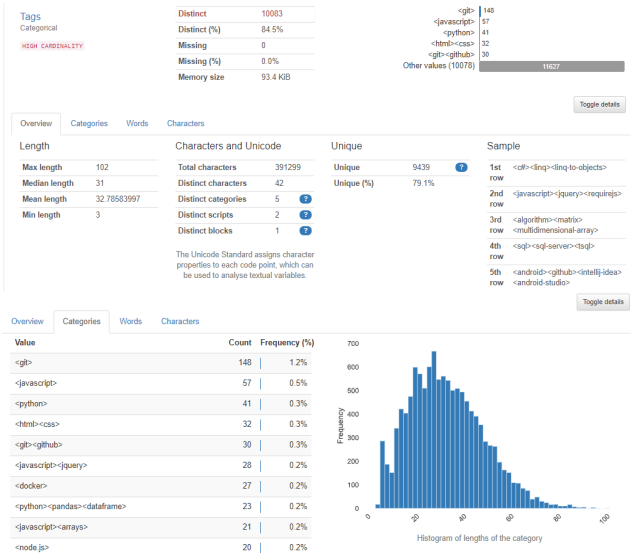 Tags
Categorical
HIGH CARDINALITY
Distinct 10083
Distinct (%) 84.5%
Missing 0
Missing (%) 0.0%
Memory size 93.4 KiB
<git> 148
<javascript> 57
<python> 41
<html><css> 32
<git><github> 30
Other values (10078) 11627
Toggle details
Overview Categories Words Characters
Length
Max length 102
Median length 31
Mean length 32.78583997
Min length 3
Characters and Unicode
Total characters 391299
Distinct characters 42
Distinct categories 5 ?
Distinct scripts 2 ?
Distinct blocks 1 ?
The Unicode Standard assigns character
properties to each code point, which can
be used to analyse textual variables.
Unique
Unique 9439 ?
Unique (%) 79.1%
Sample
1st row <c#><linq><linq-to-objects>
2nd row <javascript><jquery><requirejs>
3rd row <algorithm><matrix>
<multidimensional-array>
4th row <sql><sql-server><tsql>
5th row <android><github><intellij-idea>
<android-studio>
Toggle details
Overview Categories Words Characters
Value Count Frequency (%)
<git> 148 1.2%
<javascript> 57 0.5%
<python> 41 0.3%
<html><css> 32 0.3%
<git><github> 30 0.3%
<javascript><jquery> 28 0.2%
<docker> 27 0.2%
<python><pandas><dataframe> 23 0.2%
<javascript><arrays> 21 0.2%
<node.js> 20 0.2%
700
600
500
400
300
200
100
0
Frequency
0 20 40 60 80 100
Histogram of lengths of the category